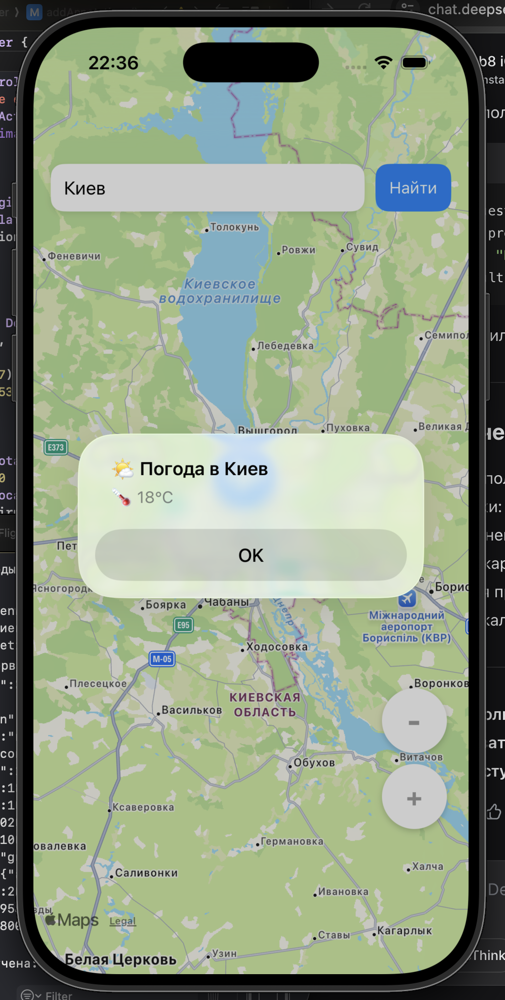 chat.deepse
22:36
Киев
Найти
Толокунь
Ровжи
Сувид
Феневичи
Киевское
водохранилище
Лебедевка
Семипол
Вышгород
Пуховка
Великая Д
E373
🌤️ Погода в Киев
🌡️ 18°C
OK
Пет
Ясногородк
Борис
Боярка
Чабаны
Днепр
E95
Міжнародний
аеропорт
Бориспіль (KBP)
Ходосовка
M-05
Плесецкое
Воронков
КИЕВСКАЯ
ОБЛАСТЬ
Васильков
-
Витачов
Обухов
+
Ксаверовка
Германовка
овалевка
Халча
Саливонки
Ивановка
Maps
Legal
Ставы
Кагарлык
Узин
Белая Церковь
Think
Filter